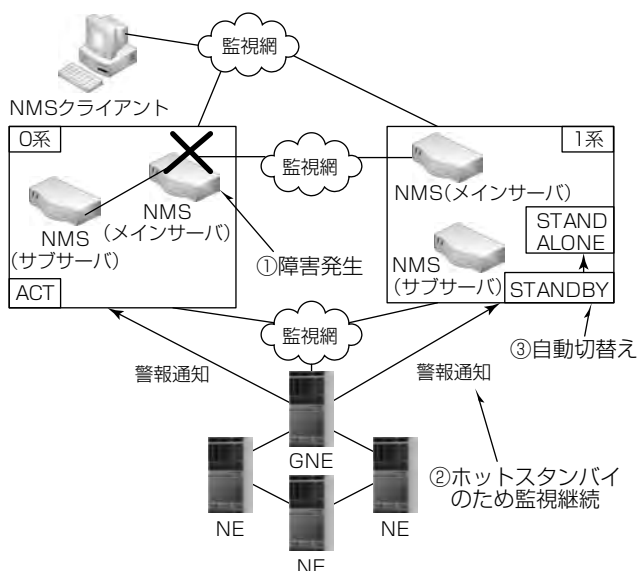 監視網
NMSクライアント
0系
1系
監視網
NMS
(メインサーバ)
NMS(メインサーバ)
NMS
(サブサーバ)
①障害発生
NMS
(サブサーバ)
STAND
ALONE
ACT
STANDBY
監視網
③自動切替え
警報通知
警報通知
GNE
②ホットスタンバイ
のため監視継続
NE
NE
NE